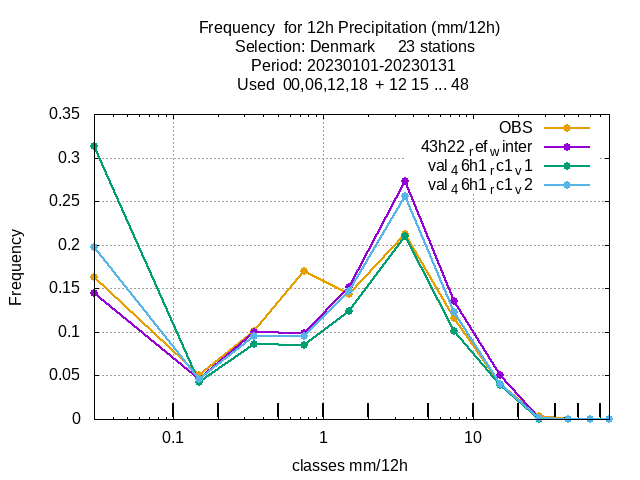 Frequency  for 12h Precipitation (mm/12h)
Selection: Denmark     23 stations
Period: 20230101-20230131
Used  00,06,12,18  + 12 15 ... 48
OBS
43h22_refwinter
val_46h1_rc1_v1
val_46h1_rc1_v2
0.35
0.3
0.25
0.2
0.15
0.1
0.05
0
Frequency
0.1 1 10
classes mm/12h